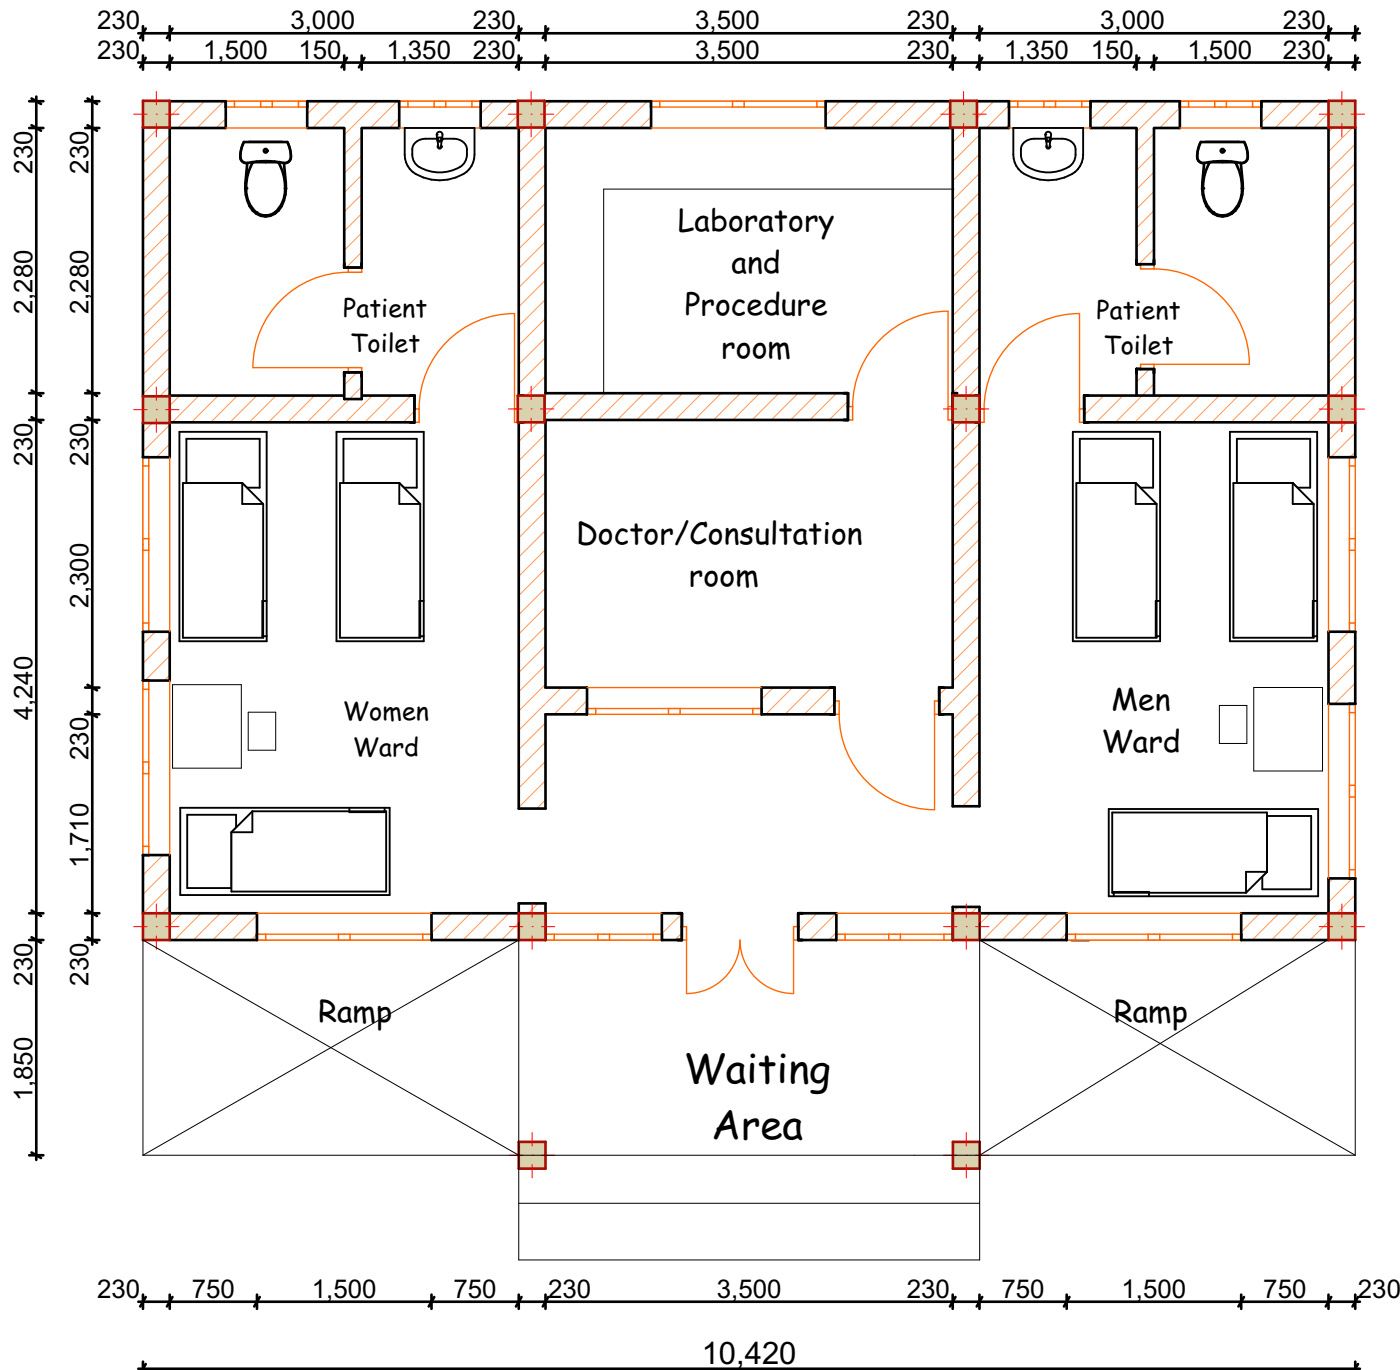 230 3,000 230 3,500 230 3,000 230
230 1,500 150 1,350 230 3,500 230 1,350 150 1,500 230
230 230
2,280 2,280
230 230
2,300
4,240
230
1,710
230 230
1,850
Laboratory
and
Procedure
room
Patient
Toilet
Patient
Toilet
Doctor/Consultation
room
Women
Ward
Men
Ward
Ramp
Ramp
Waiting
Area
230 750 1,500 750 230 3,500 230 750 1,500 750 230
10,420